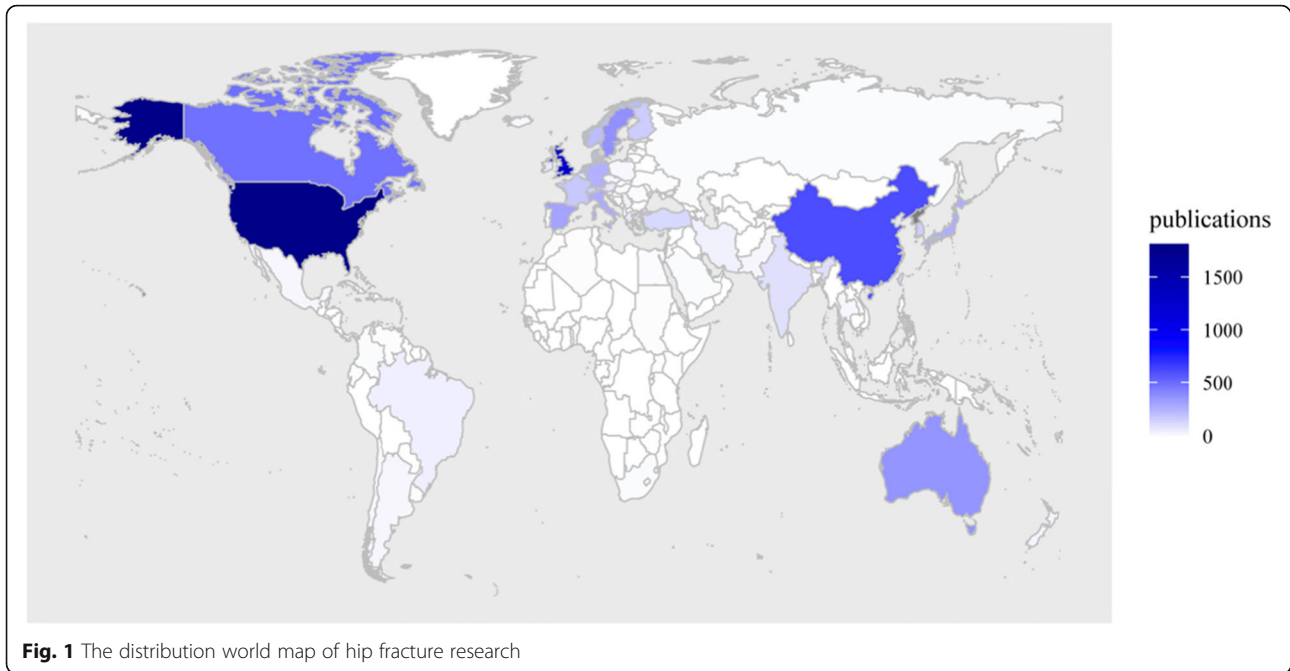 publications
1500
1000
500
0
Fig. 1 The distribution world map of hip fracture research